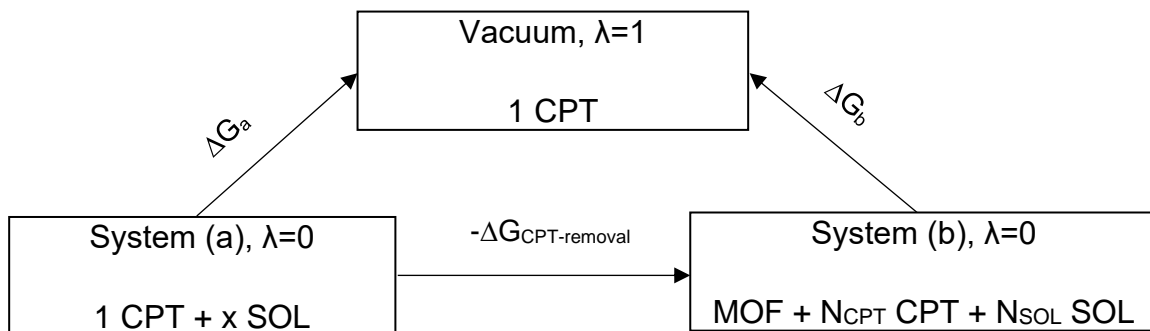 Vacuum, λ=1
1 CPT
ΔGa
ΔGb
-ΔGCPT-removal
System (a), λ=0
1 CPT + x SOL
System (b), λ=0
MOF + NCPT CPT + NSOL SOL